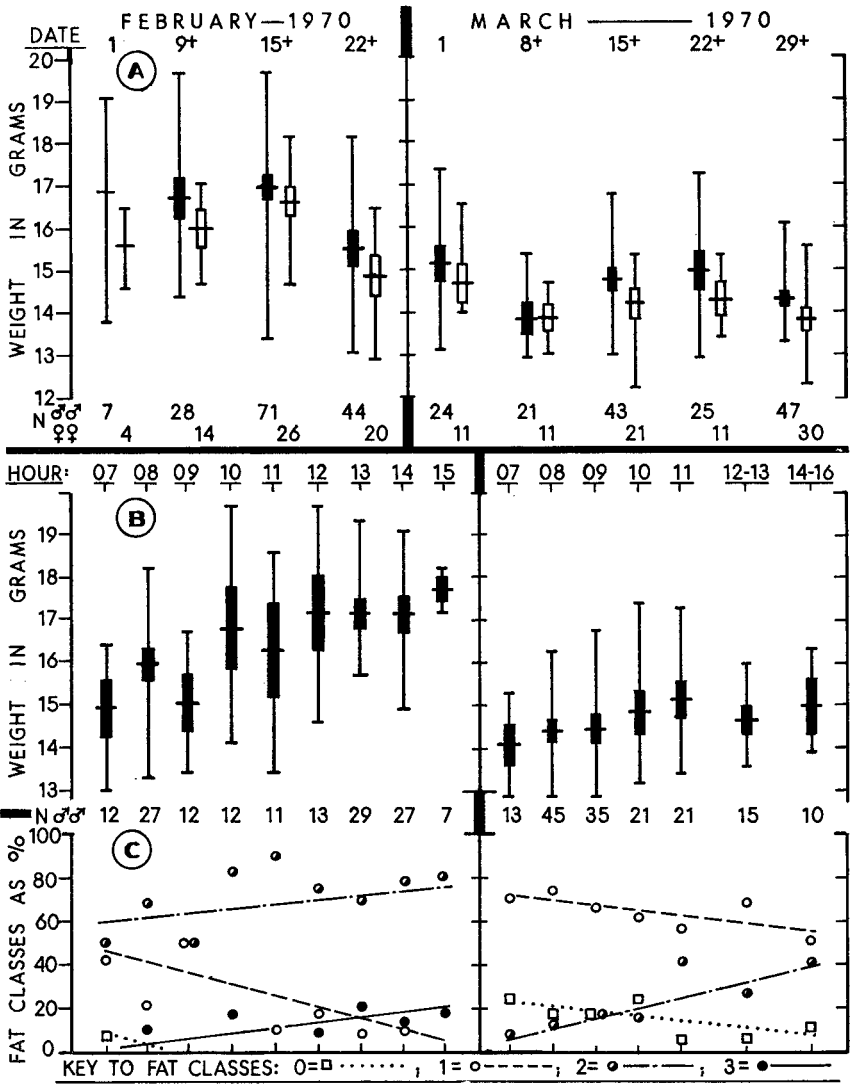 FEBRUARY—1970 MARCH — 1970
DATE 1 9+ 15+ 22+ 1 8+ 15+ 22+ 29+
A
WEIGHT IN GRAMS
20
19
18
17
16
15
14
13
12
N ♂♂ 7 28 71 44 24 21 43 25 47
♀♀ 4 14 26 20 11 11 21 11 30
HOUR: 07 08 09 10 11 12 13 14 15 07 08 09 10 11 12-13 14-16
B
WEIGHT IN GRAMS
19
18
17
16
15
14
13
N ♂♂ 12 27 12 12 11 13 29 27 7 13 45 35 21 21 15 10
C
FAT CLASSES AS %
100
80
60
40
20
0
KEY TO FAT CLASSES: 0= ; 1= ; 2= ; 3=